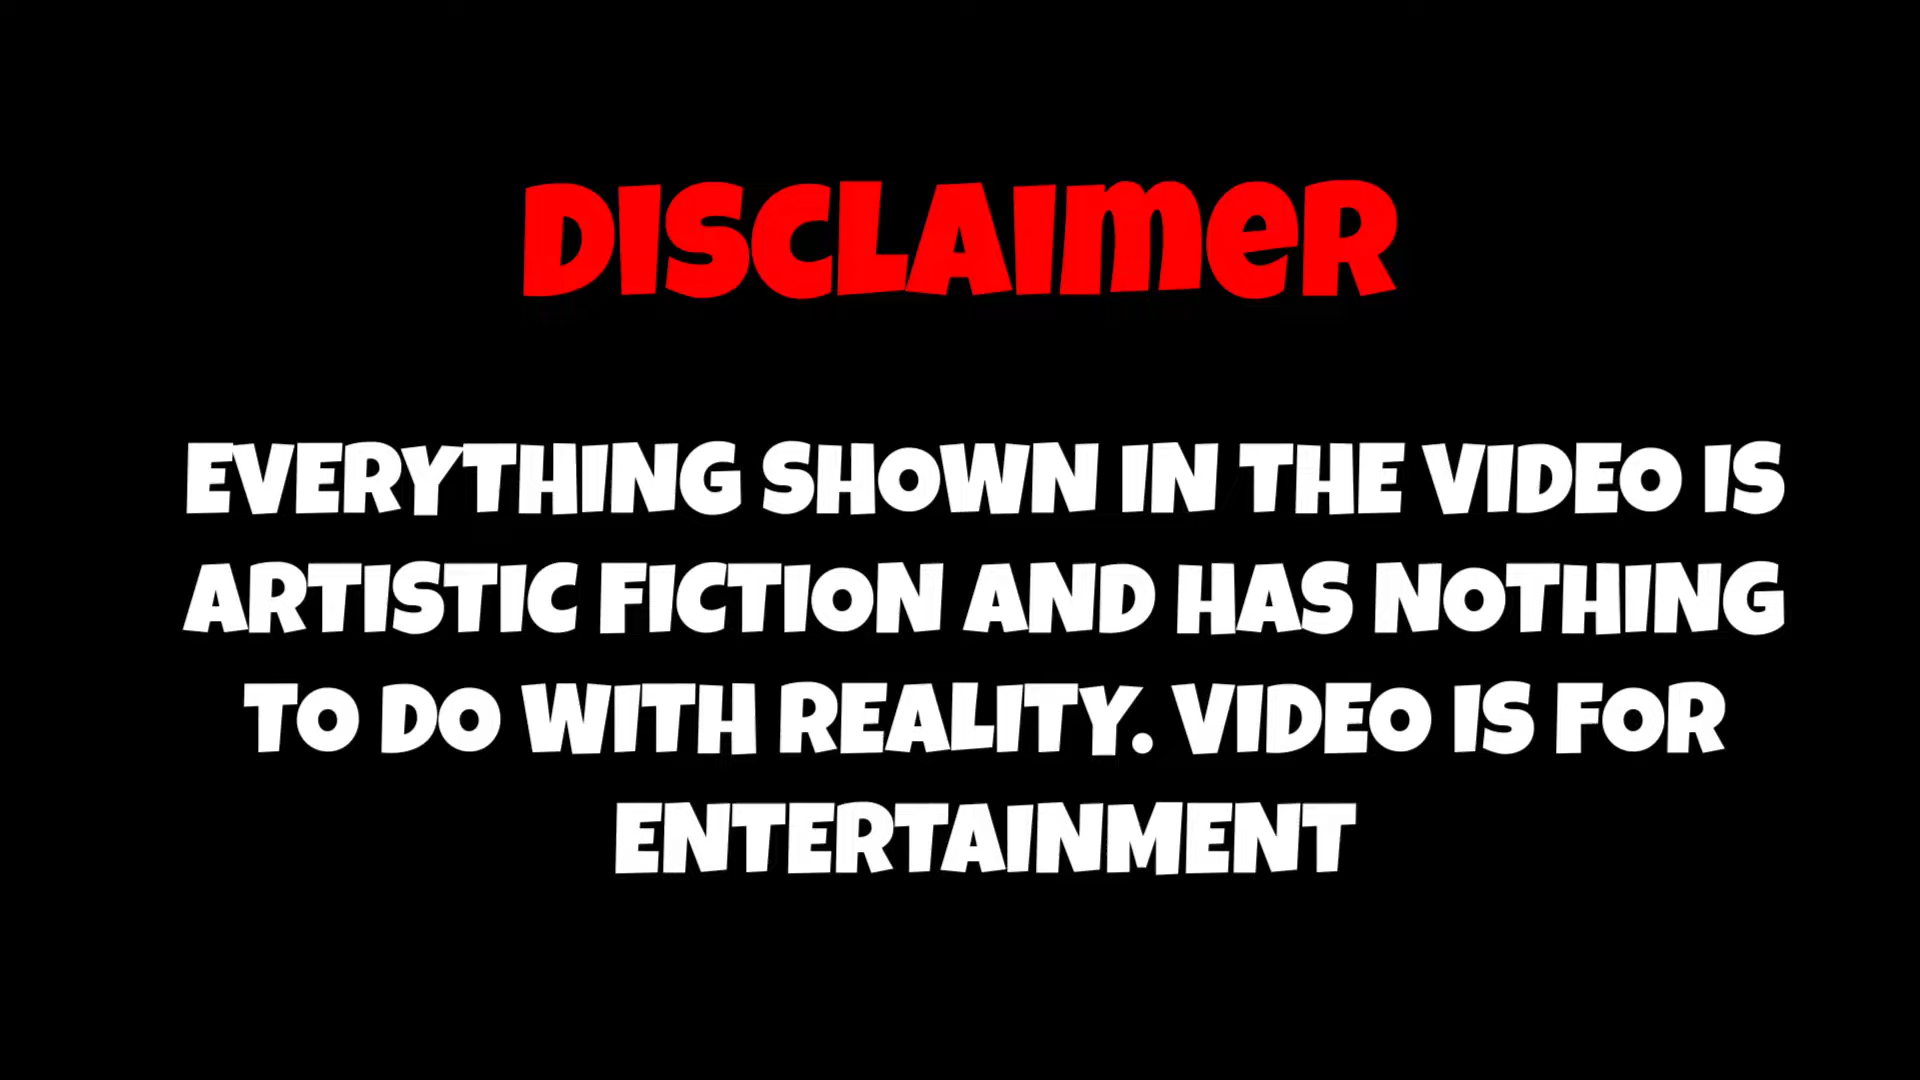 DISCLAIMER
EVERYTHING SHOWN IN THE VIDEO IS
ARTISTIC FICTION AND HAS NOTHING
TO DO WITH REALITY. VIDEO IS FOR
ENTERTAINMENT